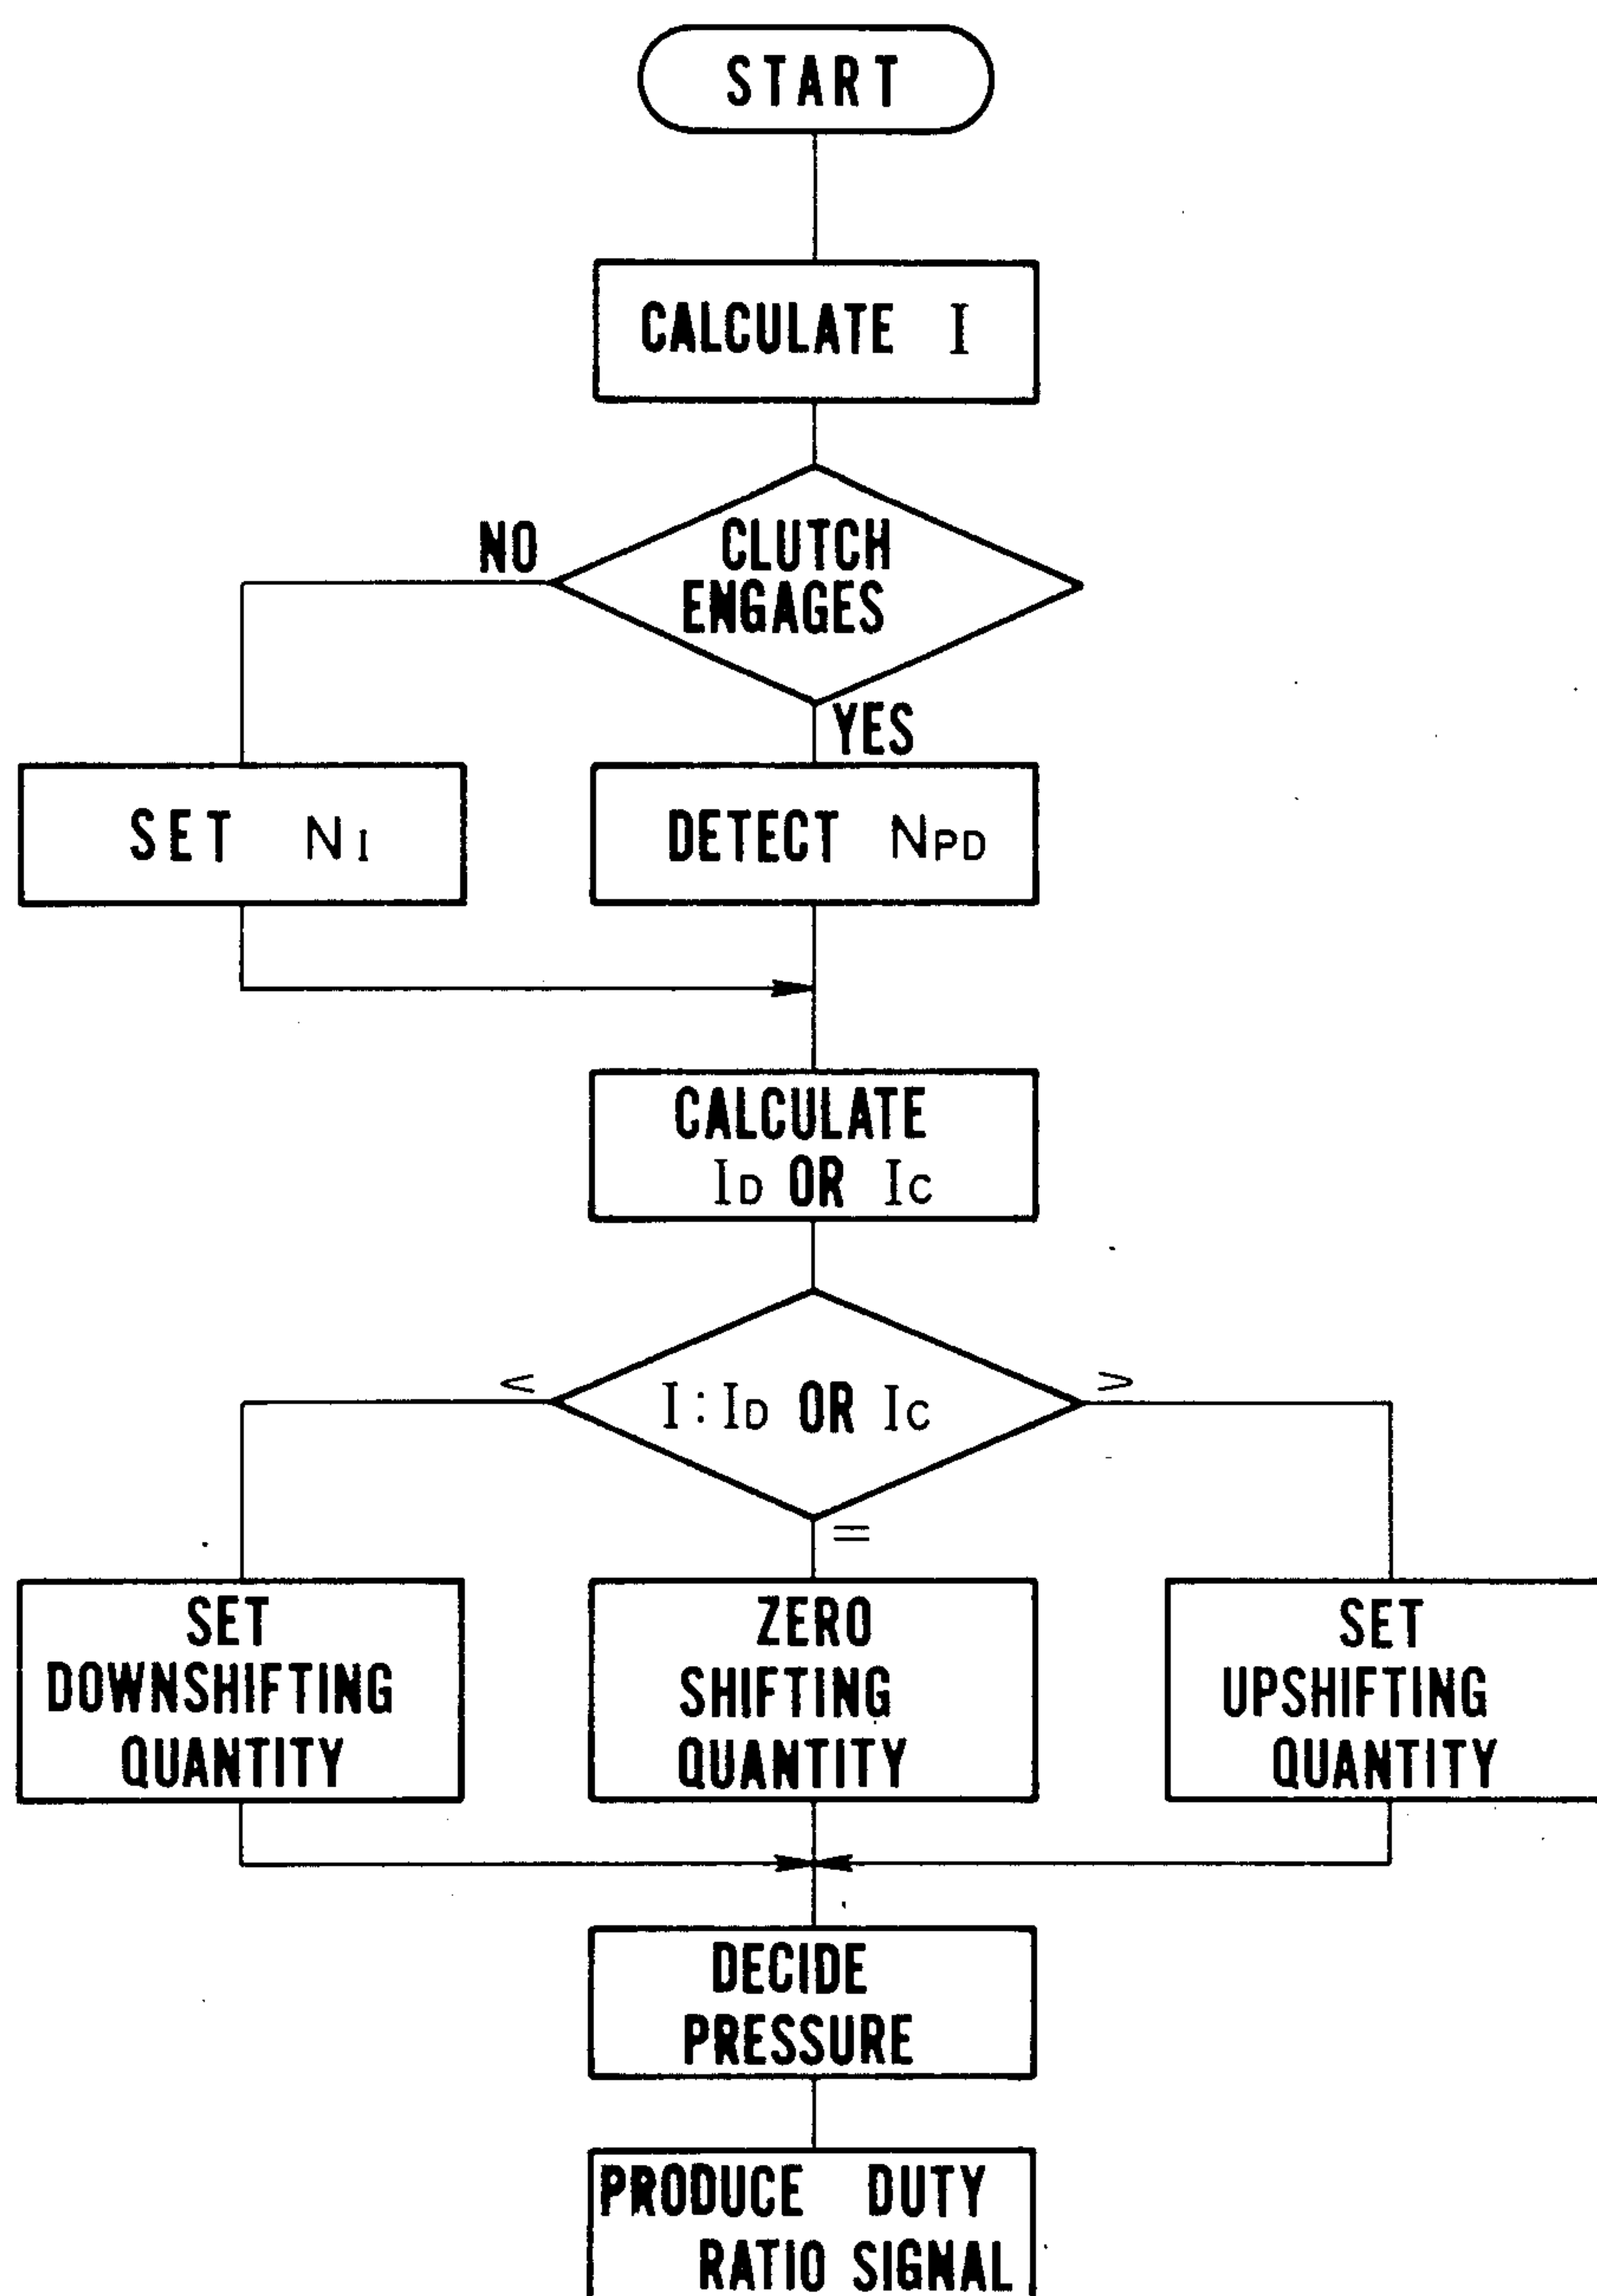 START
CALCULATE I
NO
CLUTCH
ENGAGES
YES
SET NI
DETECT NPD
CALCULATE
ID OR IC
<
I : ID OR IC
>
=
SET
DOWNSHIFTING
QUANTITY
ZERO
SHIFTING
QUANTITY
SET
UPSHIFTING
QUANTITY
DECIDE
PRESSURE
PRODUCE DUTY
RATIO SIGNAL